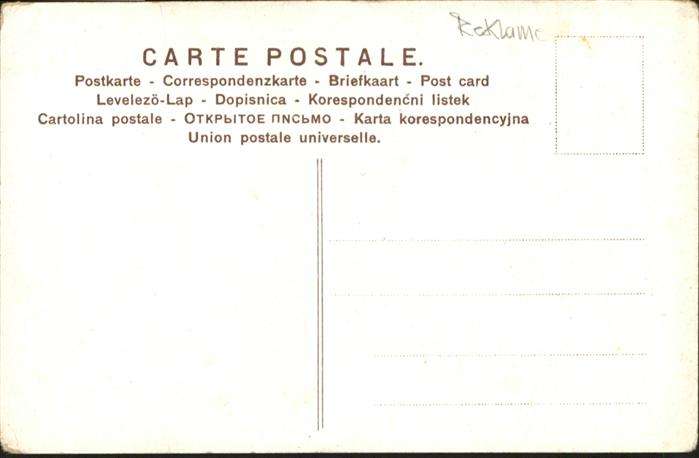 Reklame
CARTE POSTALE.
Postkarte - Correspondenzkarte - Briefkaart - Post card
Levelezö-Lap - Dopisnica - Korespondenćni listek
Cartolina postale - ОТКРЫТОЕ ПИСЬМО - Karta korespondencyjna
Union postale universelle.